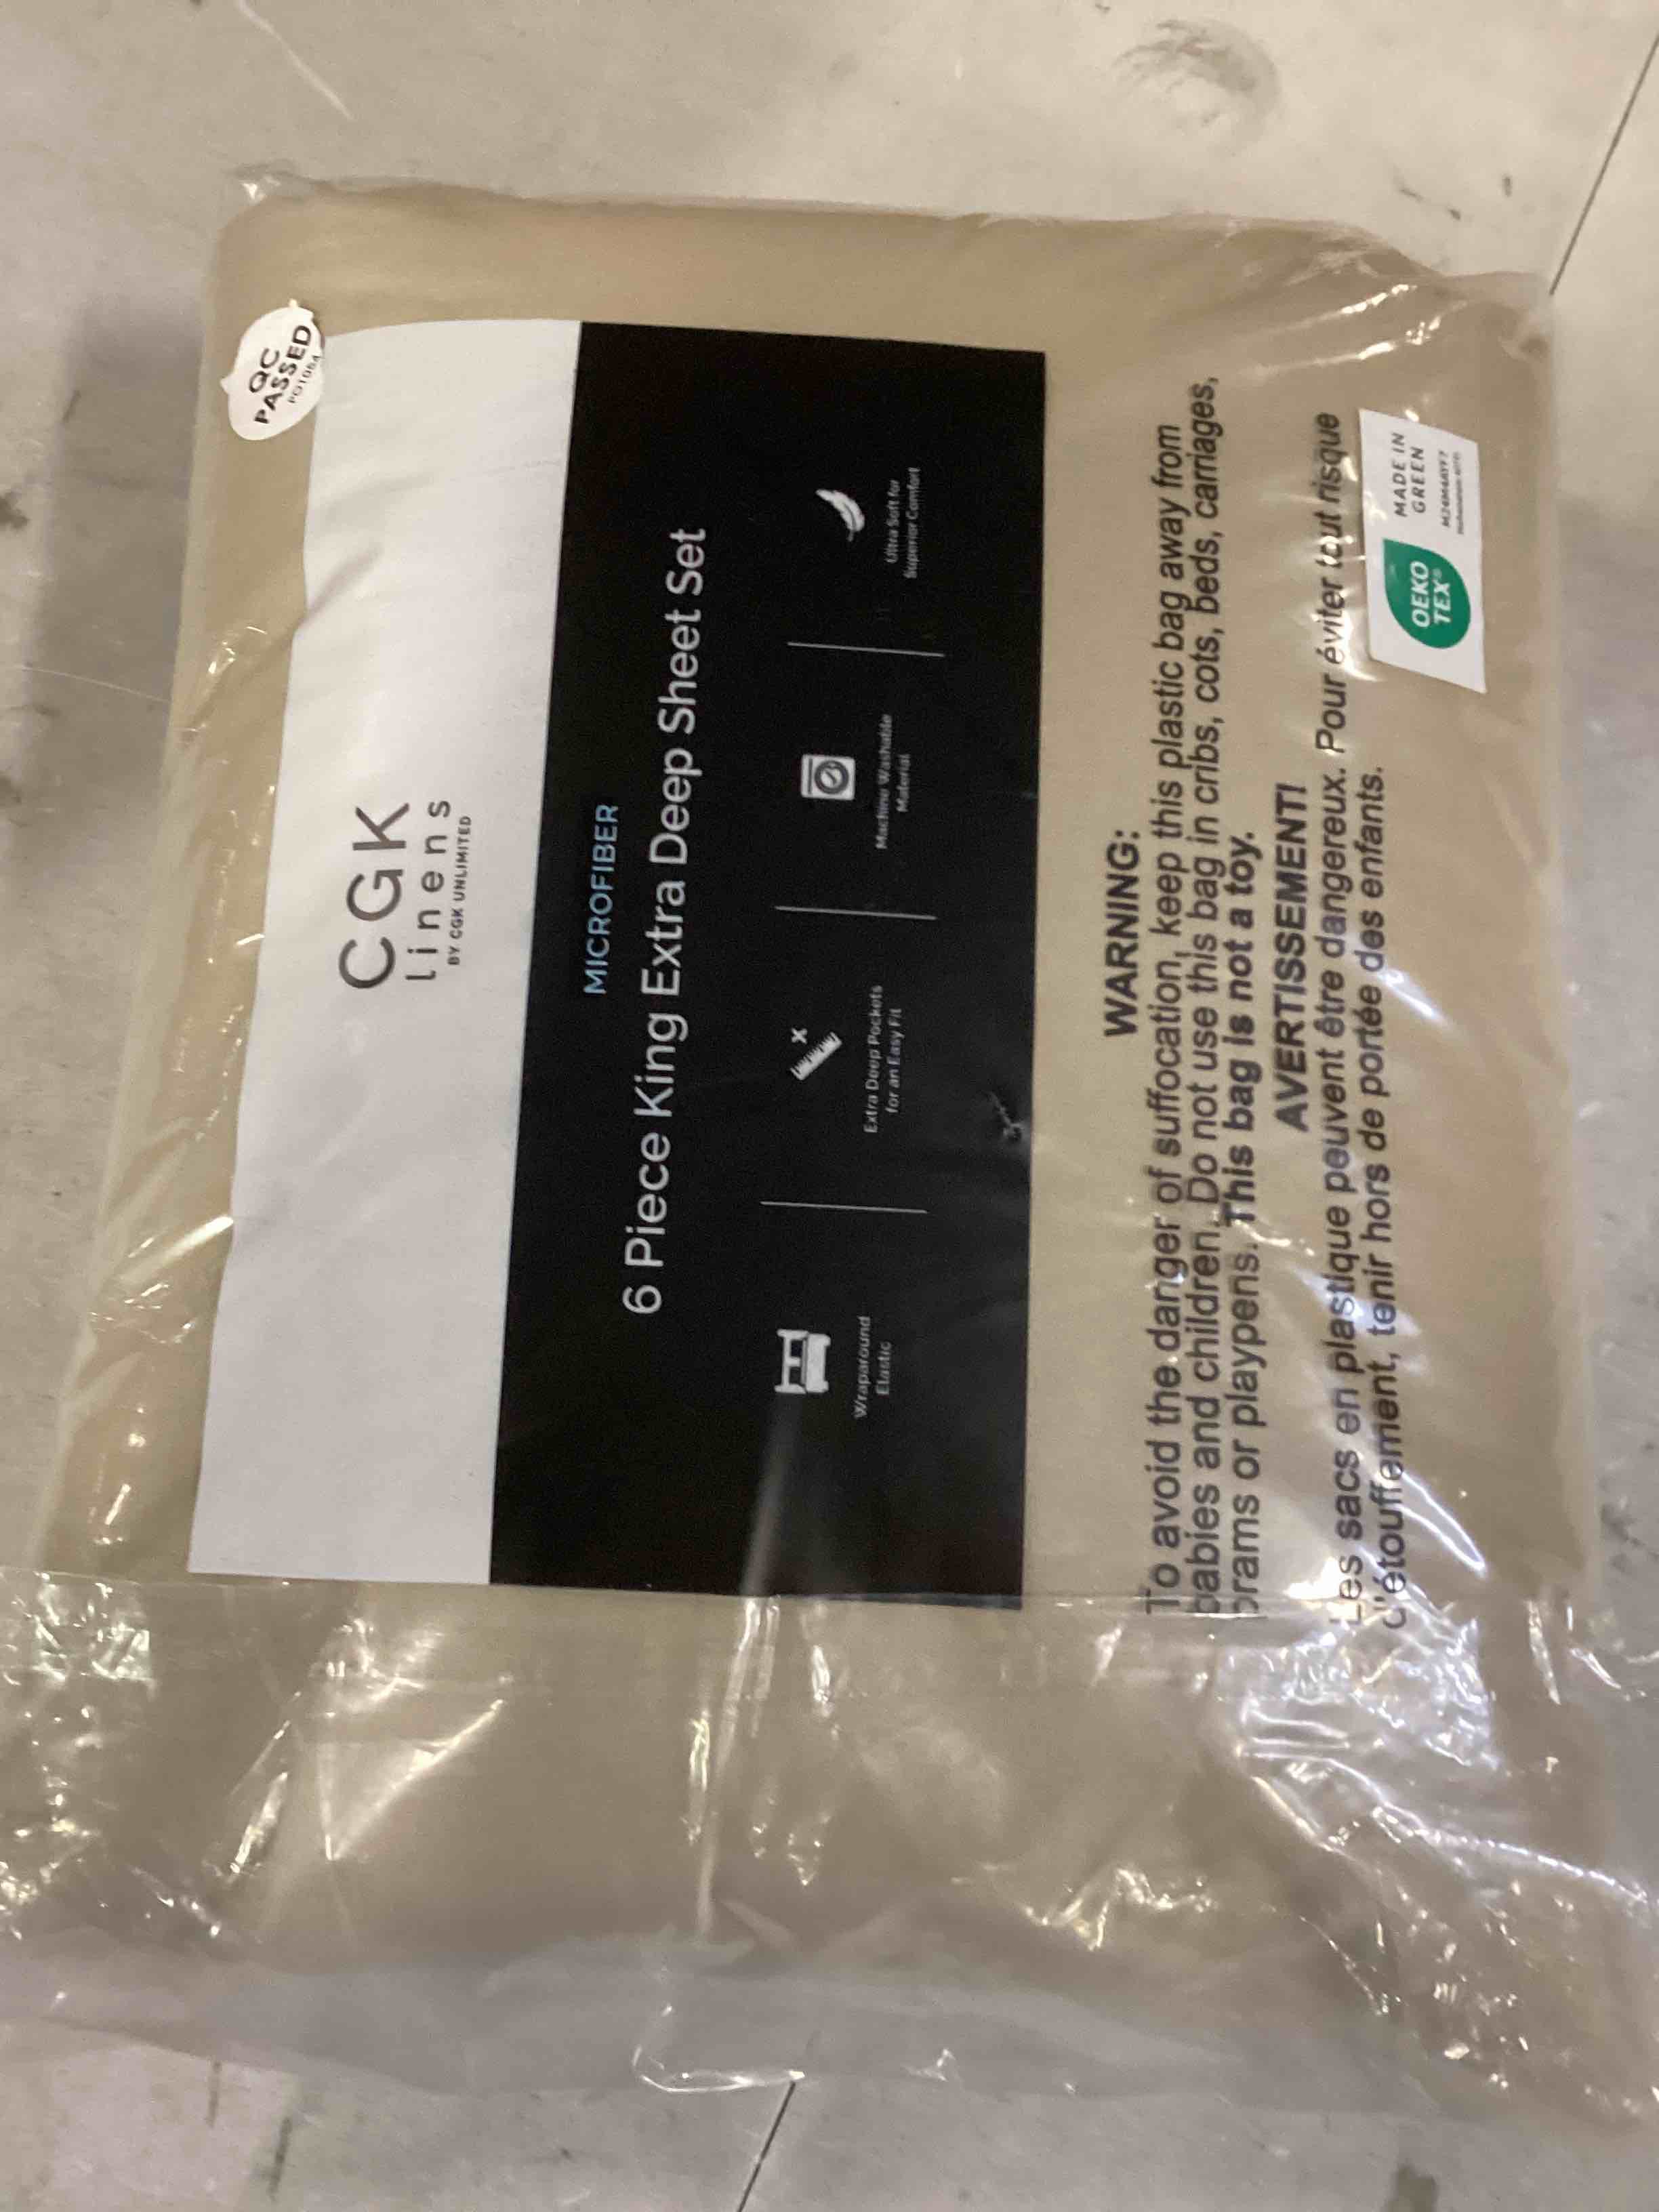 QC
PASSED
CGK
linens
BY CGK UNLIMITED
MICROFIBER
6 Piece King Extra Deep Sheet Set
Wraparound
Elastic
Extra Deep Pockets
for an Easy Fit
Machine Washable
Material
Ultra Soft for
Superior Comfort
WARNING:
To avoid the danger of suffocation, keep this plastic bag away from
babies and children. Do not use this bag in cribs, cots, beds, carriages,
prams or playpens. This bag is not a toy.
AVERTISSEMENT!
Les sacs en plastique peuvent être dangereux. Pour éviter tout risque
d'étouffement, tenir hors de portée des enfants.
OEKO
TEX®
MADE IN
GREEN